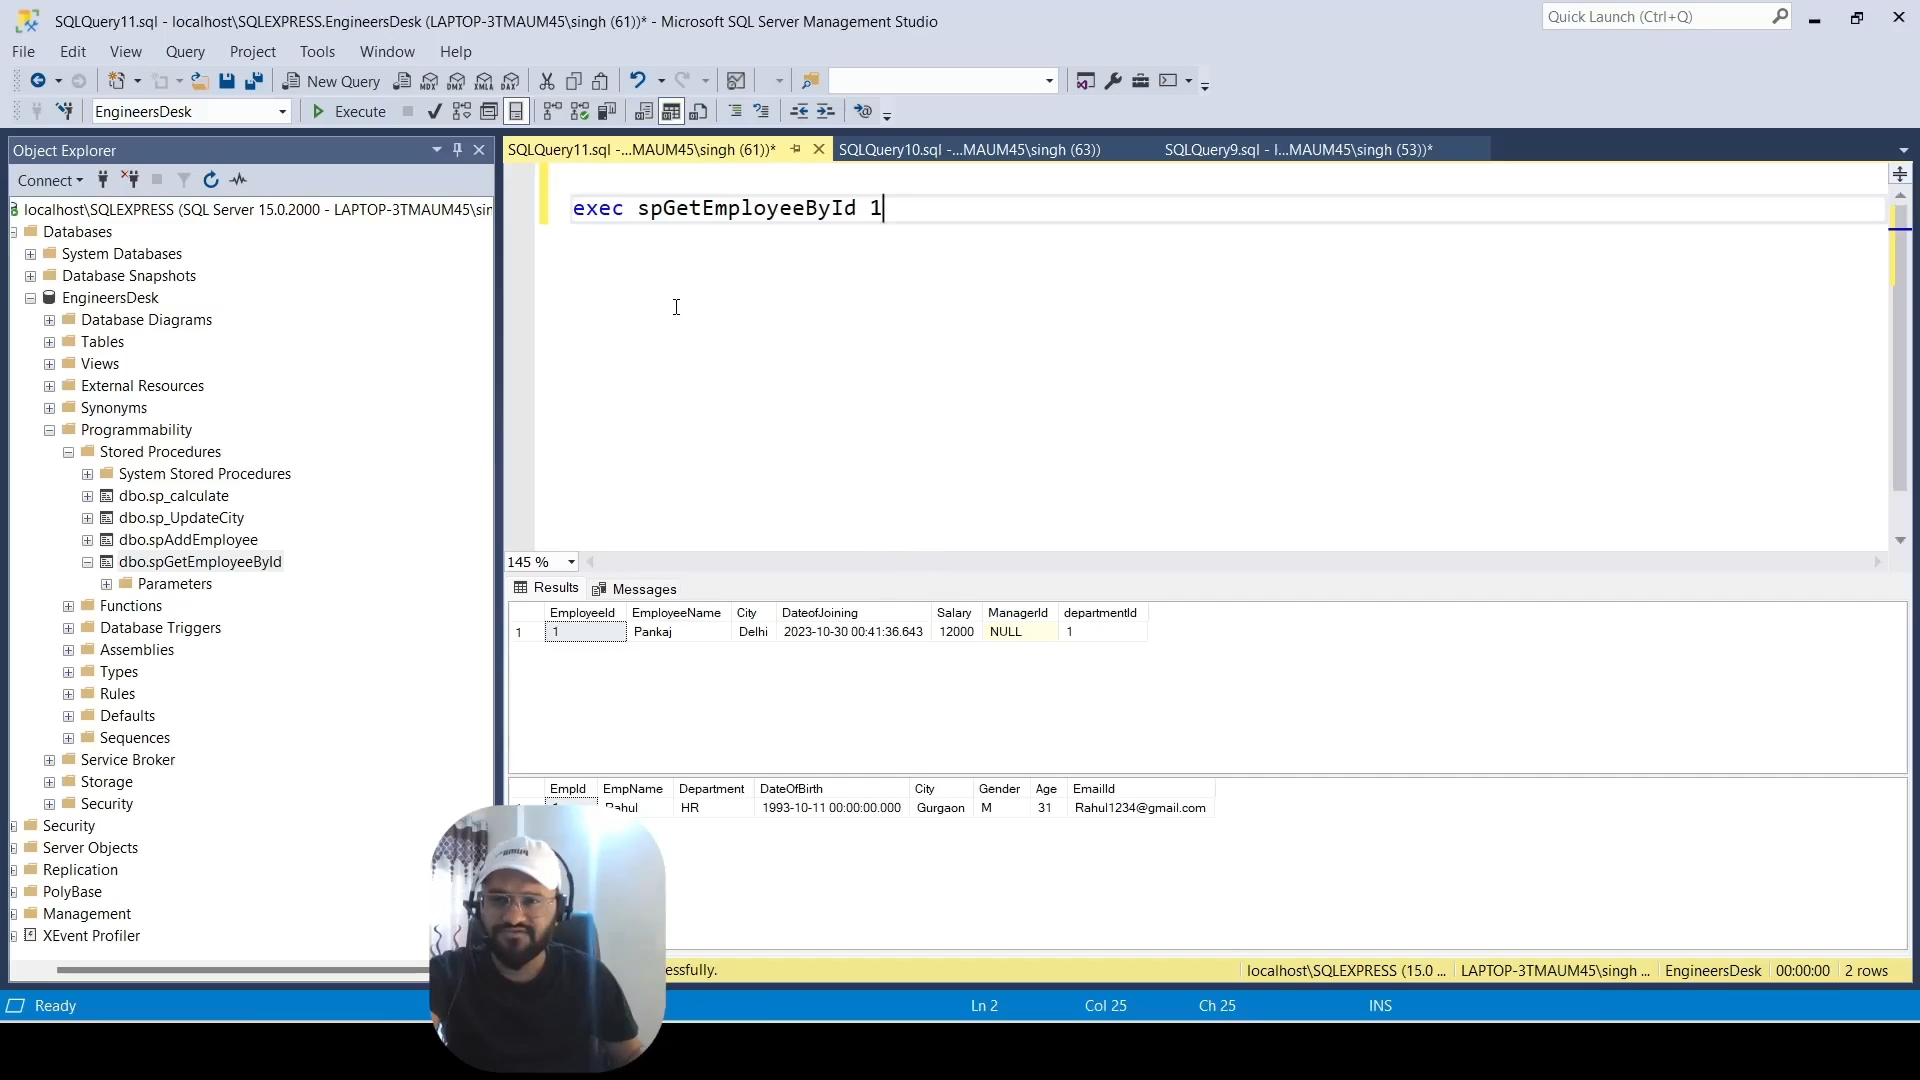 SQLQuery11.sql - localhost\SQLEXPRESS.EngineersDesk (LAPTOP-3TMAUM45\singh (61))* - Microsoft SQL Server Management Studio
Quick Launch (Ctrl+Q)
File Edit View Query Project Tools Window Help
New Query MDX DMX XMLA DAX
EngineersDesk Execute
Object Explorer
SQLQuery11.sql -...MAUM45\singh (61))* SQLQuery10.sql -...MAUM45\singh (63)) SQLQuery9.sql - l...MAUM45\singh (53))*
Connect
localhost\SQLEXPRESS (SQL Server 15.0.2000 - LAPTOP-3TMAUM45\sin
Databases
System Databases
Database Snapshots
EngineersDesk
Database Diagrams
Tables
Views
External Resources
Synonyms
Programmability
Stored Procedures
System Stored Procedures
dbo.sp_calculate
dbo.sp_UpdateCity
dbo.spAddEmployee
dbo.spGetEmployeeById
Parameters
Functions
Database Triggers
Assemblies
Types
Rules
Defaults
Sequences
Service Broker
Storage
Security
Security
Server Objects
Replication
PolyBase
Management
XEvent Profiler
exec spGetEmployeeById 1
145 %
Results Messages
EmployeeId EmployeeName City DateofJoining Salary ManagerId departmentId
1 1 Pankaj Delhi 2023-10-30 00:41:36.643 12000 NULL 1
EmpId EmpName Department DateOfBirth City Gender Age EmailId
Rahul HR 1993-10-11 00:00:00.000 Gurgaon M 31 Rahul1234@gmail.com
essfully. localhost\SQLEXPRESS (15.0 ... LAPTOP-3TMAUM45\singh ... EngineersDesk 00:00:00 2 rows
Ready Ln 2 Col 25 Ch 25 INS